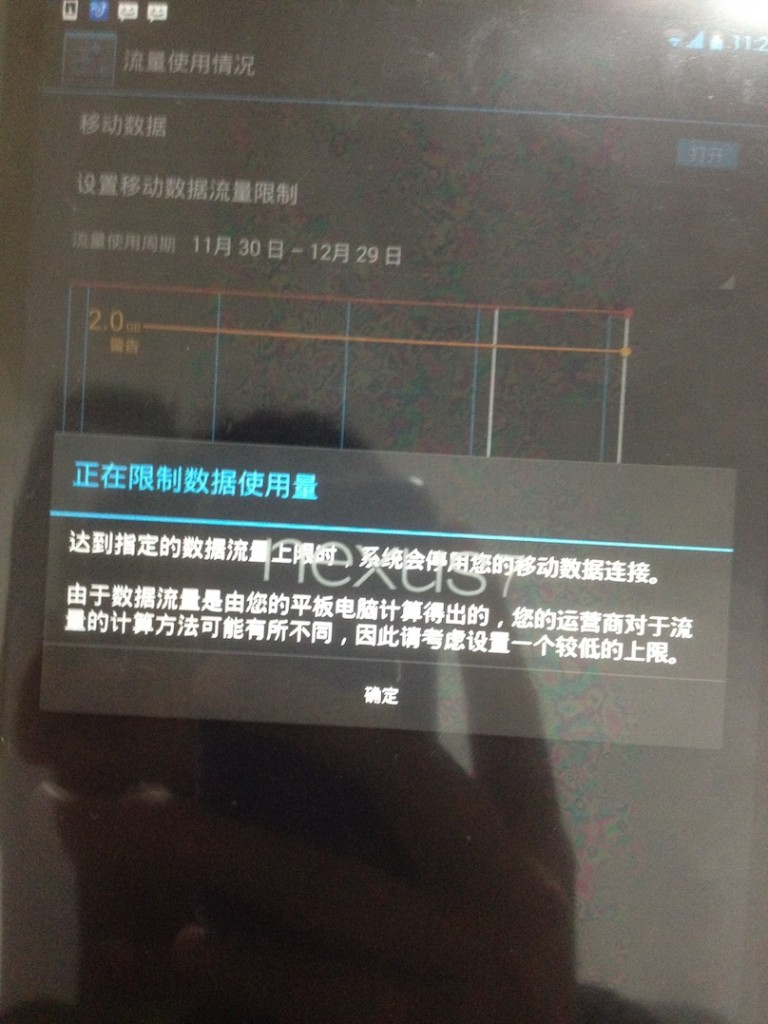 11:2
流量使用情况
移动数据
打开
设置移动数据流量限制
流量使用周期 11月 30 日 – 12月 29 日
2.0 GB
警告
正在限制数据使用量
达到指定的数据流量上限时，系统会停用您的移动数据连接。
nexus 7
由于数据流量是由您的平板电脑计算得出的，您的运营商对于流
量的计算方法可能有所不同，因此请考虑设置一个较低的上限。
确定